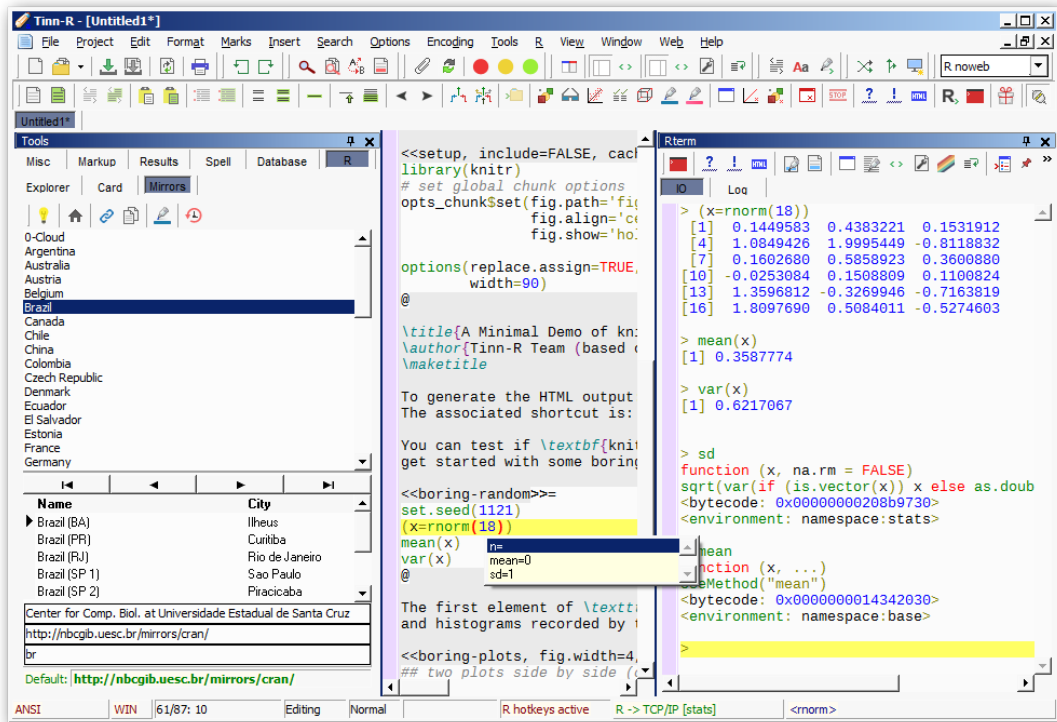 Tinn-R - [Untitled1*]
File Project Edit Format Marks Insert Search Options Encoding Tools R View Window Web Help
R noweb
Untitled1*
Tools
Misc Markup Results Spell Database R
Explorer Card Mirrors
0-Cloud
Argentina
Australia
Austria
Belgium
Brazil
Canada
Chile
China
Colombia
Czech Republic
Denmark
Ecuador
El Salvador
Estonia
France
Germany
Name City
Brazil (BA) Ilheus
Brazil (PR) Curitiba
Brazil (RJ) Rio de Janeiro
Brazil (SP 1) Sao Paulo
Brazil (SP 2) Piracicaba
Center for Comp. Biol. at Universidade Estadual de Santa Cruz
http://nbcgib.uesc.br/mirrors/cran/
br
Default: http://nbcgib.uesc.br/mirrors/cran/
<<setup, include=FALSE, cach
library(knitr)
# set global chunk options
opts_chunk$set(fig.path='fig
fig.align='ce
fig.show='hol
options(replace.assign=TRUE,
width=90)
@
\title{A Minimal Demo of kni
\author{Tinn-R Team (based o
\maketitle
To generate the HTML output
The associated shortcut is:
You can test if \textbf{knit
get started with some boring
<<boring-random>>=
set.seed(1121)
(x=rnorm(18))
mean(x)
var(x)
@
n=
mean=0
sd=1
The first element of \textt
and histograms recorded by
<<boring-plots, fig.width=4,
## two plots side by side
Rterm
IO Log
> (x=rnorm(18))
[1] 0.1449583 0.4383221 0.1531912
[4] 1.0849426 1.9995449 -0.8118832
[7] 0.1602680 0.5858923 0.3600880
[10] -0.0253084 0.1508809 0.1100824
[13] 1.3596812 -0.3269946 -0.7163819
[16] 1.8097690 0.5084011 -0.5274603
> mean(x)
[1] 0.3587774
> var(x)
[1] 0.6217067
> sd
function (x, na.rm = FALSE)
sqrt(var(if (is.vector(x)) x else as.doub
<bytecode: 0x00000000208b9730>
<environment: namespace:stats>
mean
nction (x, ...)
eMethod("mean")
<bytecode: 0x0000000014342030>
<environment: namespace:base>
>
ANSI WIN 61/87: 10 Editing Normal R hotkeys active R -> TCP/IP [stats] <rnorm>